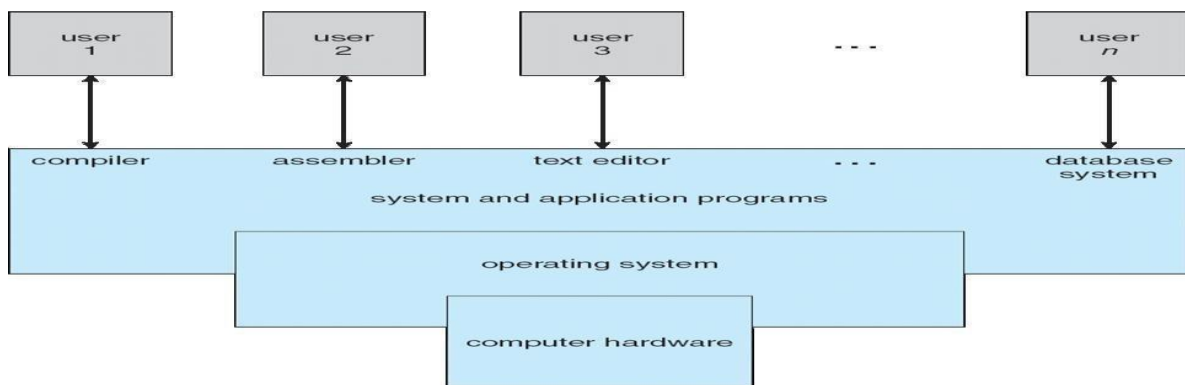 user
1
user
2
user
3
. . .
user
n
compiler
assembler
text editor
. . .
database
system
system and application programs
operating system
computer hardware